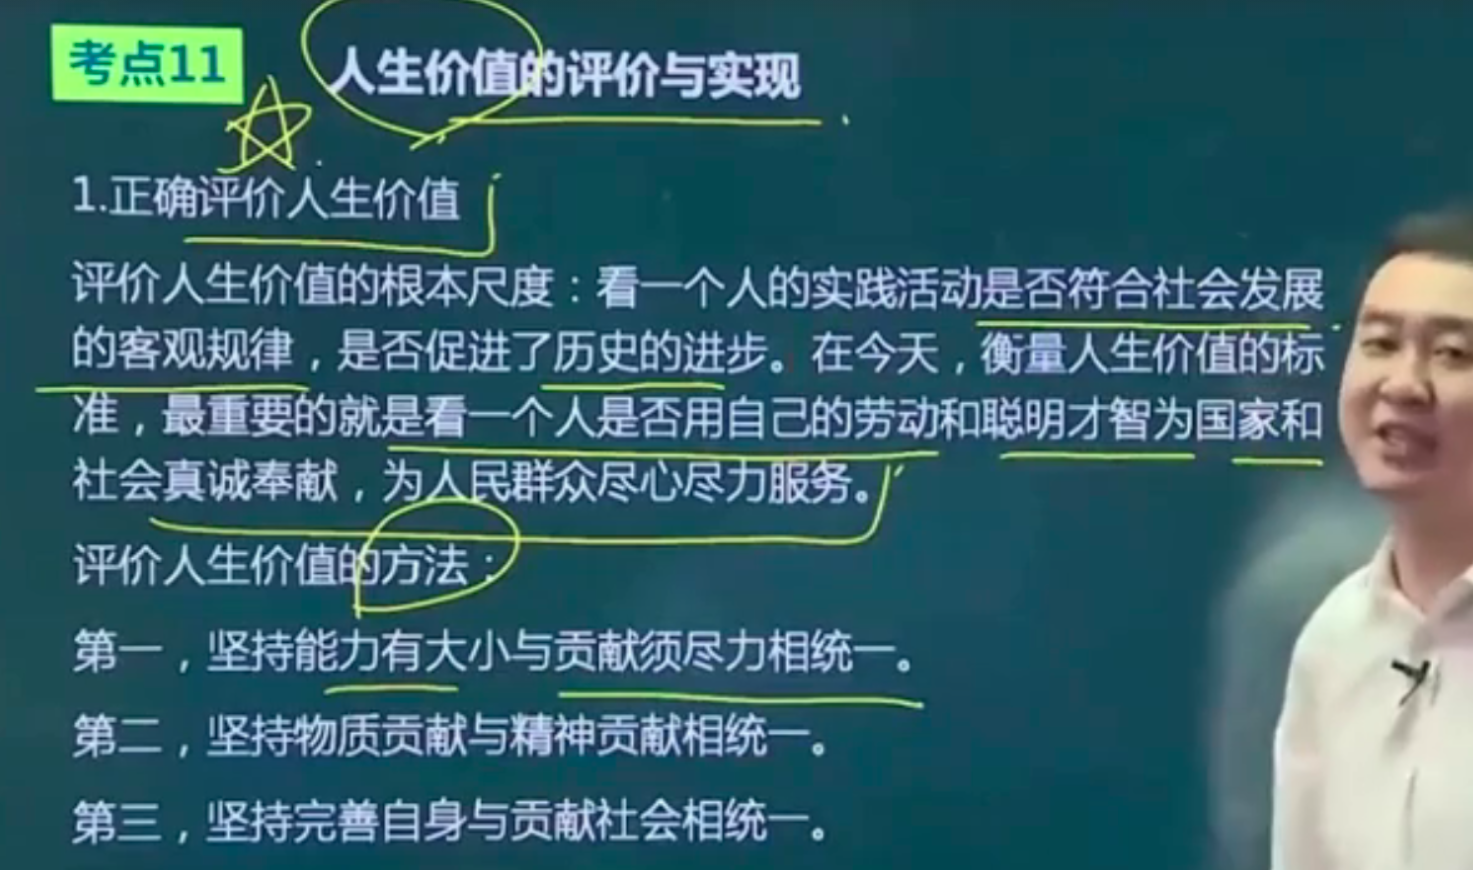 考点11
人生价值的评价与实现
1.正确评价人生价值
评价人生价值的根本尺度：看一个人的实践活动是否符合社会发展
的客观规律，是否促进了历史的进步。在今天，衡量人生价值的标
准，最重要的就是看一个人是否用自己的劳动和聪明才智为国家和
社会真诚奉献，为人民群众尽心尽力服务。
评价人生价值的方法：
第一，坚持能力有大小与贡献须尽力相统一。
第二，坚持物质贡献与精神贡献相统一。
第三，坚持完善自身与贡献社会相统一。